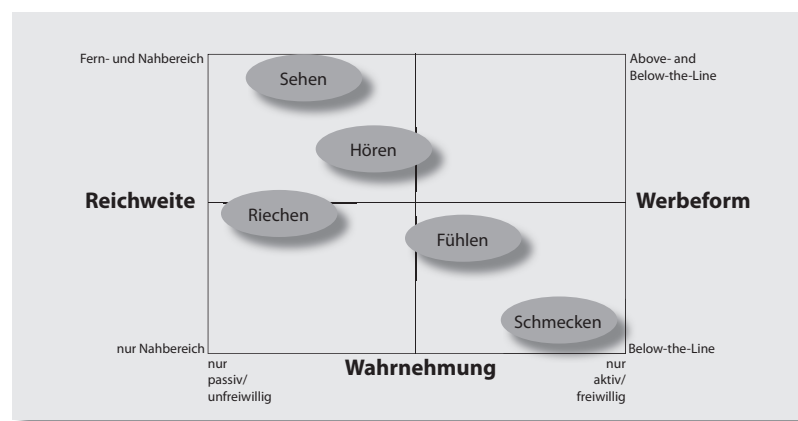 Fern- und Nahbereich
Above- and
Below-the-Line
Sehen
Hören
Reichweite
Werbeform
Riechen
Fühlen
Schmecken
nur Nahbereich
Below-the-Line
nur
passiv/
unfreiwillig
Wahrnehmung
nur
aktiv/
freiwillig